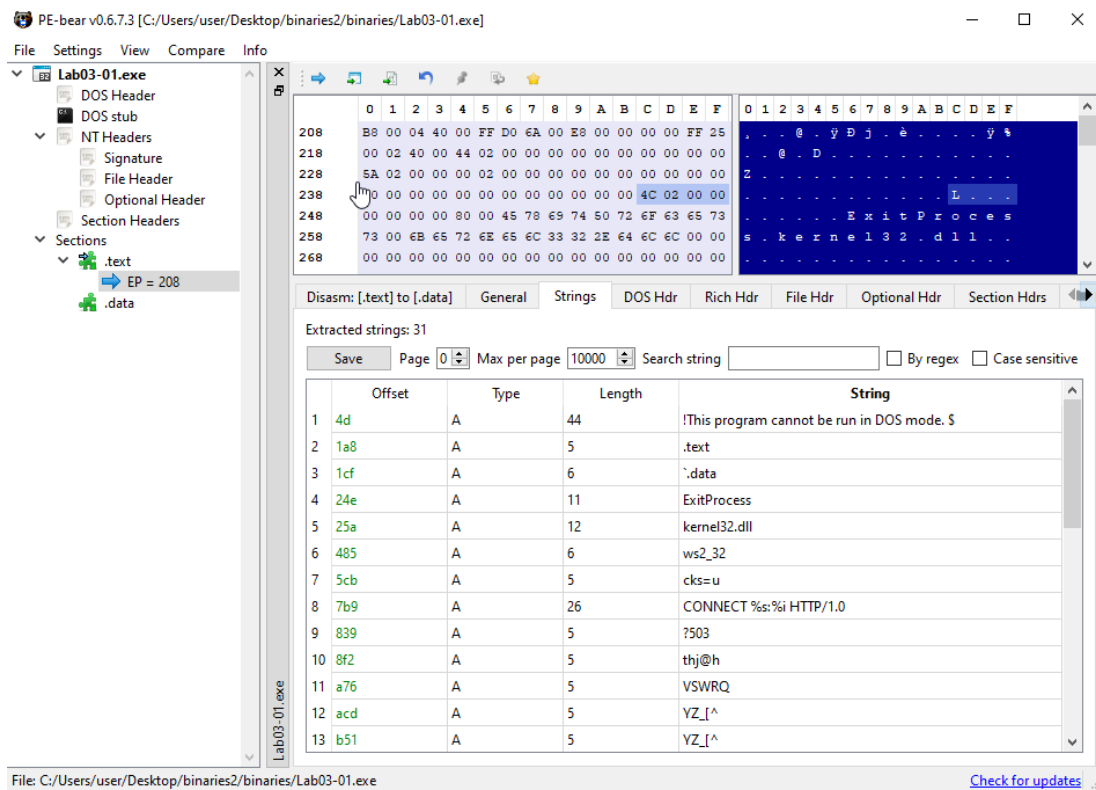 PE-bear v0.6.7.3 [C:/Users/user/Desktop/binaries2/binaries/Lab03-01.exe]
File Settings View Compare Info
Lab03-01.exe
DOS Header
DOS stub
NT Headers
Signature
File Header
Optional Header
Section Headers
Sections
.text
EP = 208
.data
Lab03-01.exe
0 1 2 3 4 5 6 7 8 9 A B C D E F 0 1 2 3 4 5 6 7 8 9 A B C D E F
208 B8 00 04 40 00 FF D0 6A 00 E8 00 00 00 00 FF 25 ¸ . . @ . ÿ Ð j . è . . . . ÿ %
218 00 02 40 00 44 02 00 00 00 00 00 00 00 00 00 00 . . @ . D . . . . . . . . . . .
228 5A 02 00 00 00 02 00 00 00 00 00 00 00 00 00 00 Z . . . . . . . . . . . . . . .
238 00 00 00 00 00 00 00 00 00 00 00 00 4C 02 00 00 . . . . . . . . . . . . L . . .
248 00 00 00 00 80 00 45 78 69 74 50 72 6F 63 65 73 . . . . . . E x i t P r o c e s
258 73 00 6B 65 72 6E 65 6C 33 32 2E 64 6C 6C 00 00 s . k e r n e l 3 2 . d l l . .
268 00 00 00 00 00 00 00 00 00 00 00 00 00 00 00 00 . . . . . . . . . . . . . . . .
Disasm: [.text] to [.data] General Strings DOS Hdr Rich Hdr File Hdr Optional Hdr Section Hdrs
Extracted strings: 31
Save Page 0 Max per page 10000 Search string By regex Case sensitive
Offset Type Length String
1 4d A 44 !This program cannot be run in DOS mode. $
2 1a8 A 5 .text
3 1cf A 6 `.data
4 24e A 11 ExitProcess
5 25a A 12 kernel32.dll
6 485 A 6 ws2_32
7 5cb A 5 cks=u
8 7b9 A 26 CONNECT %s:%i HTTP/1.0
9 839 A 5 ?503
10 8f2 A 5 thj@h
11 a76 A 5 VSWRQ
12 acd A 5 YZ_[^
13 b51 A 5 YZ_[^
File: C:/Users/user/Desktop/binaries2/binaries/Lab03-01.exe Check for updates